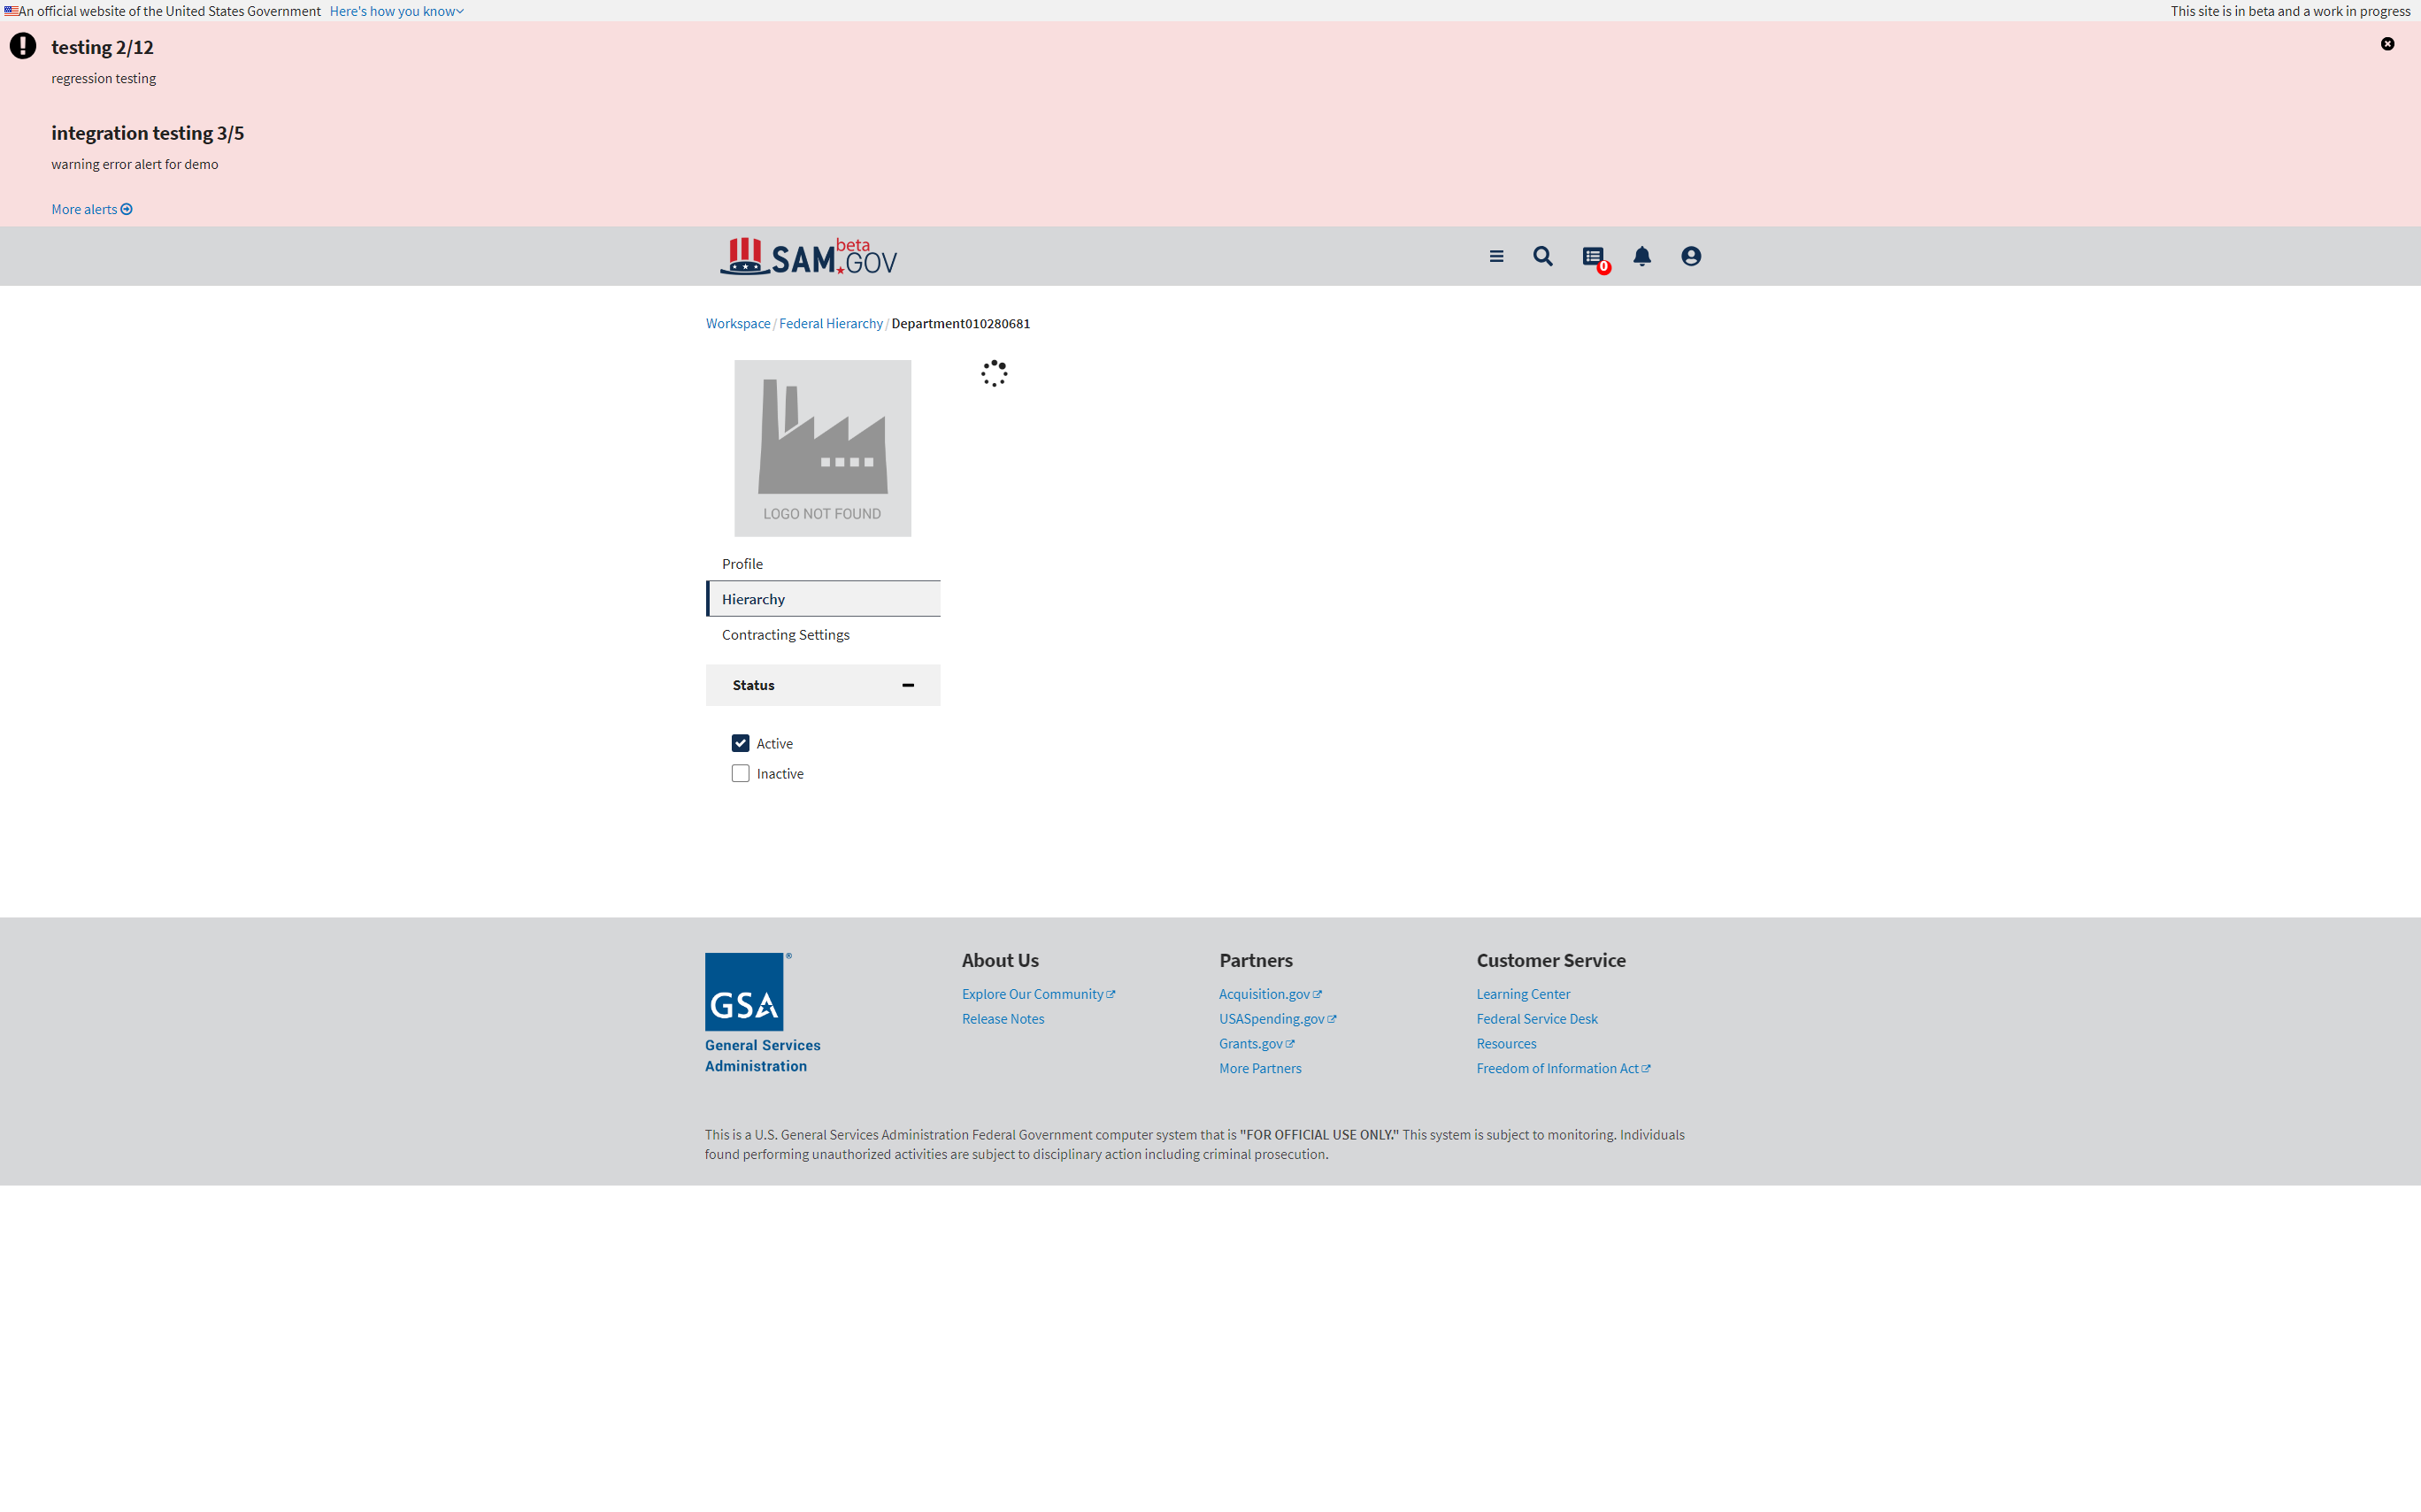 An official website of the United States Government Here's how you know
This site is in beta and a work in progress
testing 2/12
regression testing
integration testing 3/5
warning error alert for demo
More alerts
SAM.GOV beta
0
Workspace / Federal Hierarchy / Department010280681
LOGO NOT FOUND
Profile
Hierarchy
Contracting Settings
Status
Active
Inactive
GSA ®
General Services
Administration
About Us
Explore Our Community
Release Notes
Partners
Acquisition.gov
USASpending.gov
Grants.gov
More Partners
Customer Service
Learning Center
Federal Service Desk
Resources
Freedom of Information Act
This is a U.S. General Services Administration Federal Government computer system that is "FOR OFFICIAL USE ONLY." This system is subject to monitoring. Individuals
found performing unauthorized activities are subject to disciplinary action including criminal prosecution.